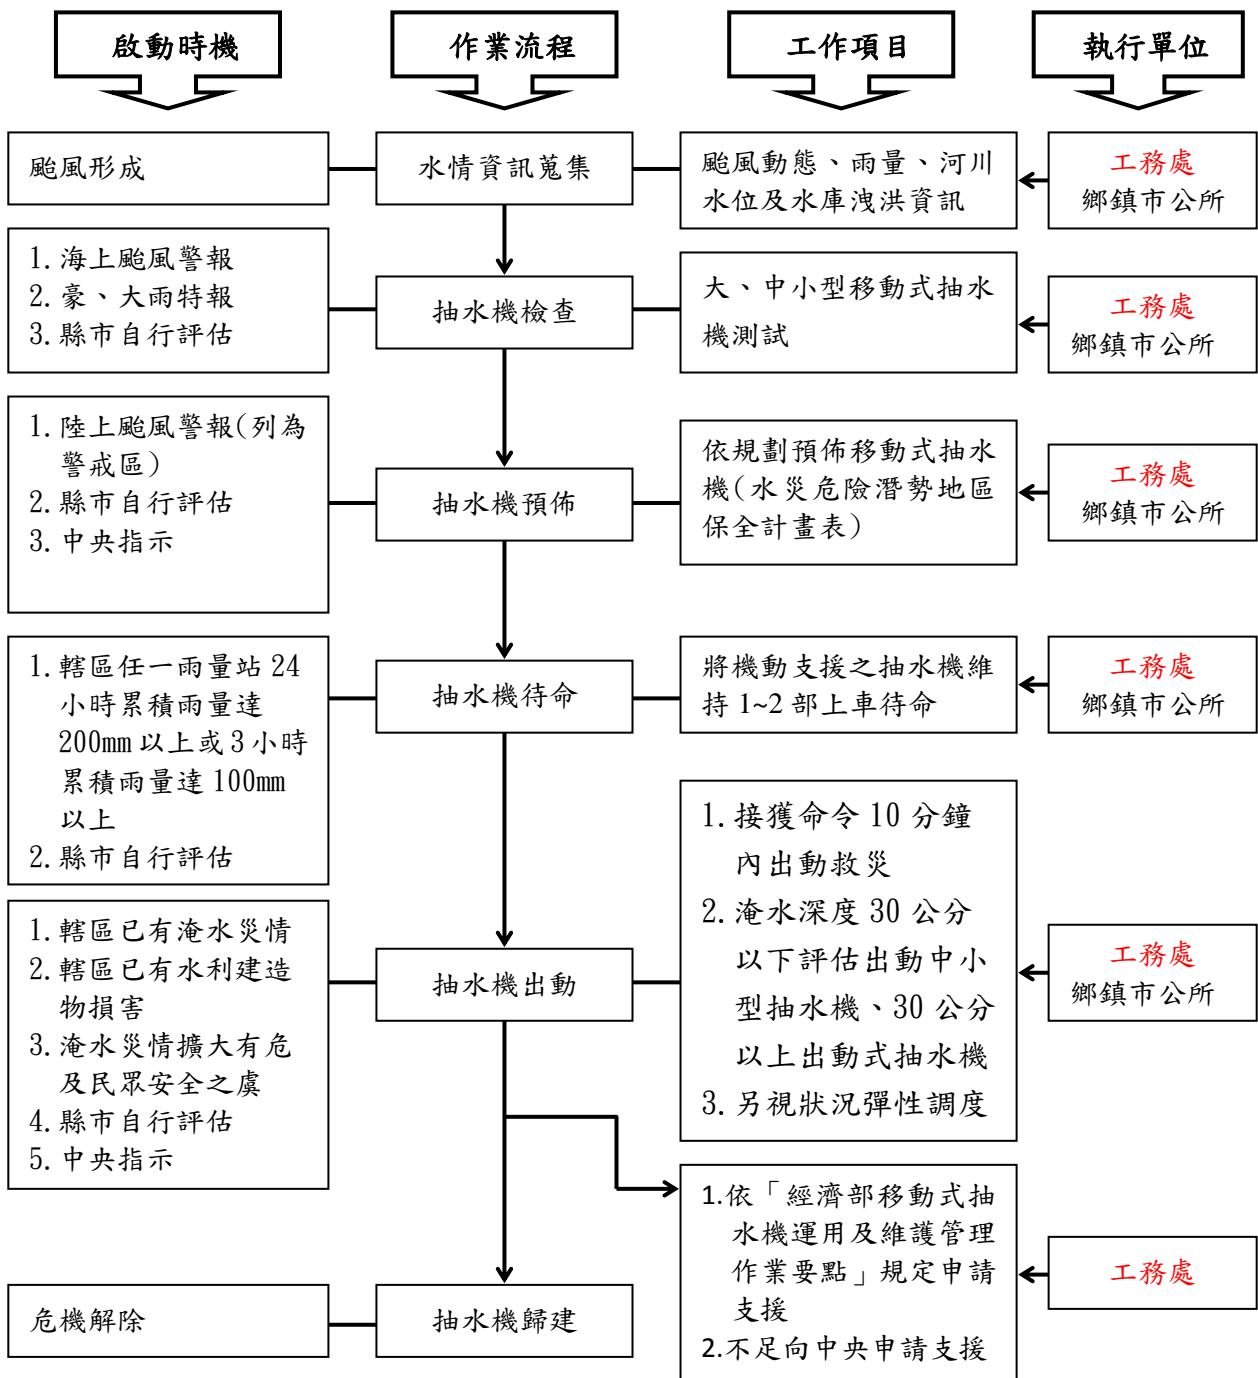 啟動時機
作業流程
工作項目
執行單位
颱風形成
水情資訊蒐集
颱風動態、雨量、河川
水位及水庫洩洪資訊
工務處
鄉鎮市公所
1.海上颱風警報
2.豪、大雨特報
3.縣市自行評估
抽水機檢查
大、中小型移動式抽水
機測試
工務處
鄉鎮市公所
1.陸上颱風警報(列為
警戒區)
2.縣市自行評估
3.中央指示
抽水機預佈
依規劃預佈移動式抽水
機(水災危險潛勢地區
保全計畫表)
工務處
鄉鎮市公所
1.轄區任一雨量站 24
小時累積雨量達
200mm 以上或 3 小時
累積雨量達 100mm
以上
2.縣市自行評估
抽水機待命
將機動支援之抽水機維
持 1~2 部上車待命
工務處
鄉鎮市公所
1.轄區已有淹水災情
2.轄區已有水利建造
物損害
3.淹水災情擴大有危
及民眾安全之虞
4.縣市自行評估
5.中央指示
抽水機出動
1.接獲命令 10 分鐘
內出動救災
2.淹水深度 30 公分
以下評估出動中小
型抽水機、30 公分
以上出動式抽水機
3.另視狀況彈性調度
工務處
鄉鎮市公所
1.依「經濟部移動式抽
水機運用及維護管理
作業要點」規定申請
支援
2.不足向中央申請支援
工務處
危機解除
抽水機歸建